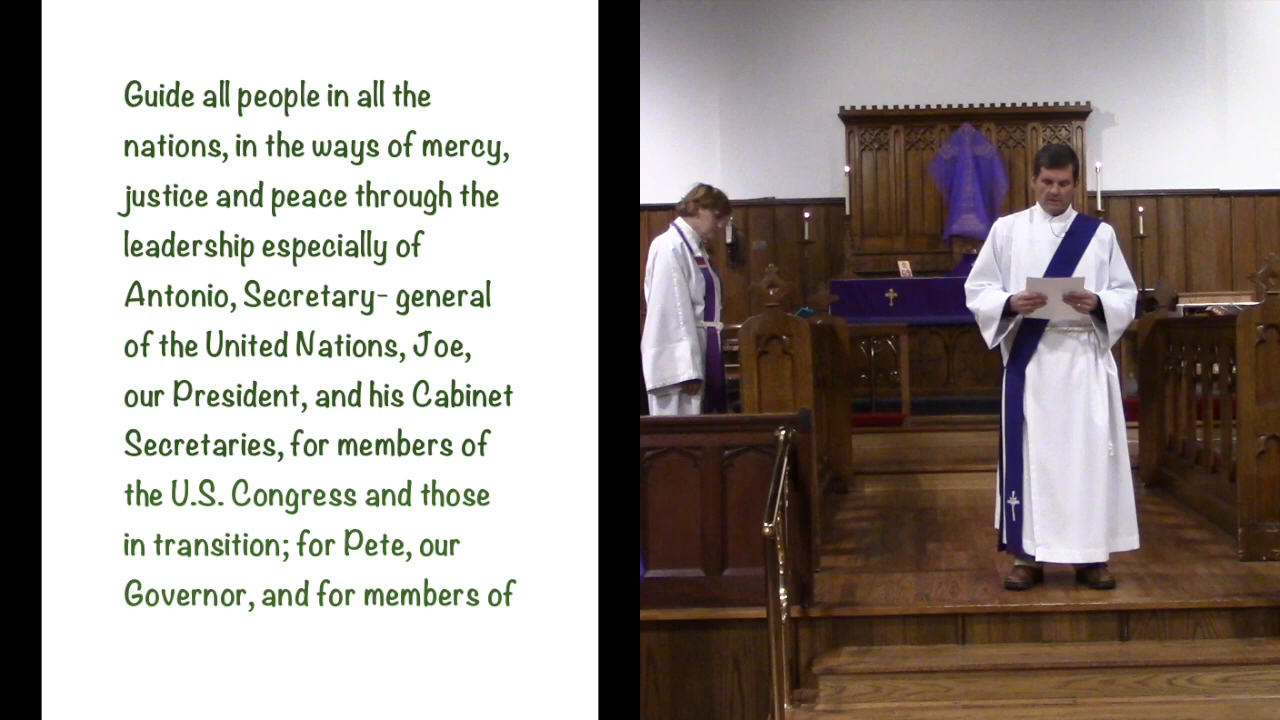 Guide all people in all the
nations, in the ways of mercy,
justice and peace through the
leadership especially of
Antonio, Secretary- general
of the United Nations, Joe,
our President, and his Cabinet
Secretaries, for members of
the U.S. Congress and those
in transition; for Pete, our
Governor, and for members of